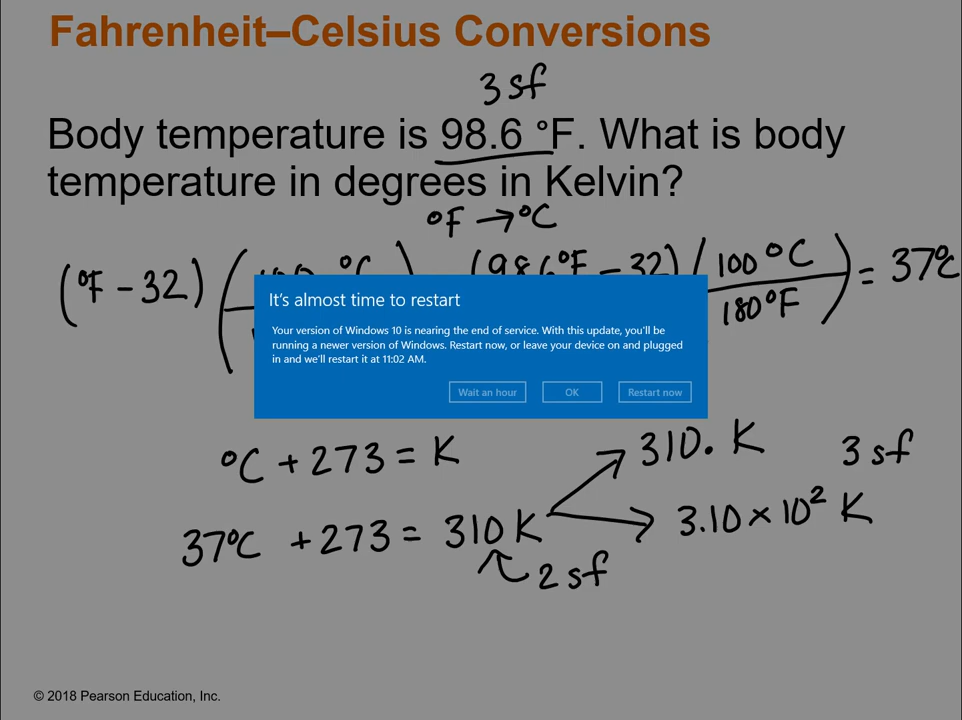 Fahrenheit–Celsius Conversions
3 sf
Body temperature is 98.6 °F. What is body
temperature in degrees in Kelvin?
°F → °C
(°F - 32) ( °C (98.6°F - 32) ( 100 °C / 180°F ) = 37°C
It's almost time to restart
Your version of Windows 10 is nearing the end of service. With this update, you'll be
running a newer version of Windows. Restart now, or leave your device on and plugged
in and we'll restart it at 11:02 AM.
Wait an hour OK Restart now
°C + 273 = K
310. K 3 sf
37°C + 273 = 310 K
3.10 × 10² K
2 sf
© 2018 Pearson Education, Inc.